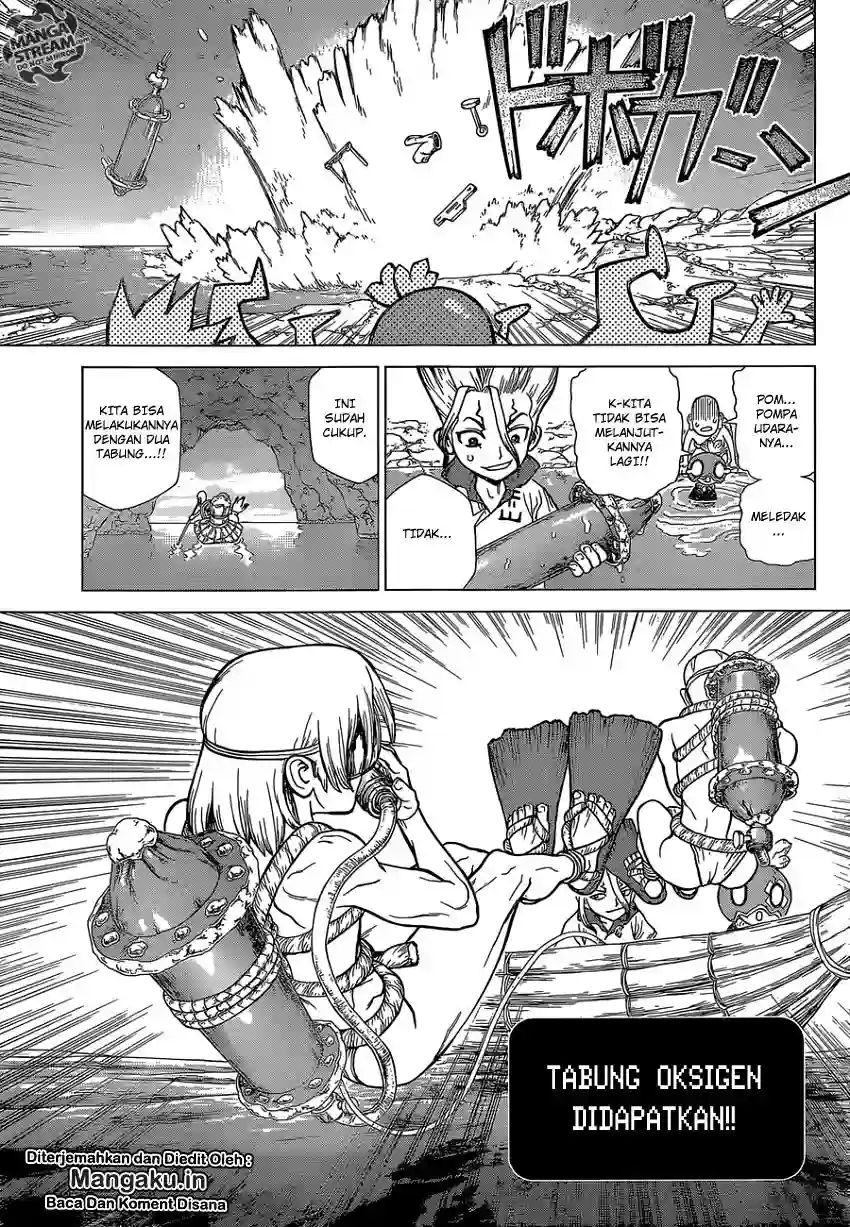 MANGA
STREAM
DO NOT MIRROR
ドボガーン
POM...
POMPA
UDARA-
NYA...
MELEDAK
...
K-KITA
TIDAK BISA
MELANJUT-
KANNYA
LAGI!!
TIDAK...
INI
SUDAH
CUKUP.
KITA BISA
MELAKUKANNYA
DENGAN DUA
TABUNG...!!
TABUNG OKSIGEN
DIDAPATKAN!!
Diterjemahkan dan Diedit Oleh :
Mangaku.in
Baca Dan Koment Disana